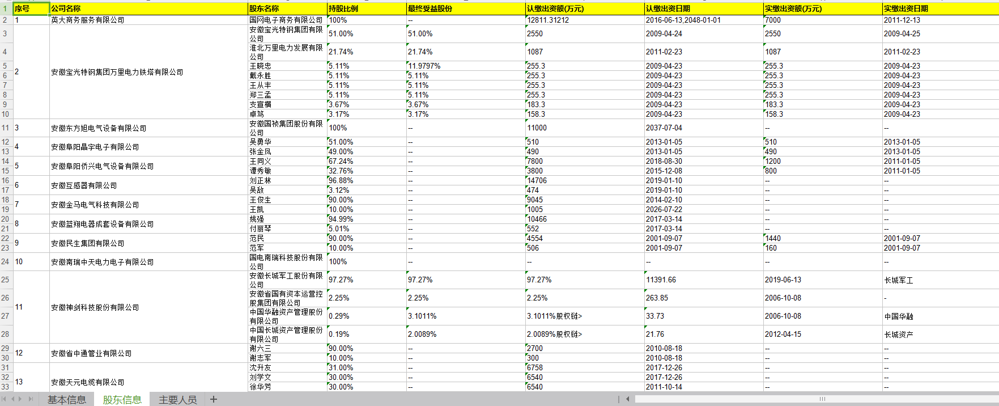 1 序号 公司名称 股东名称 持股比例 最终受益股份 认缴出资额(万元) 认缴出资日期 实缴出资额(万元) 实缴出资日期
2 1 英大商务服务有限公司 国网电子商务有限公司 100% -- 12811.31212 2016-06-13,2048-01-01 7000 2011-12-13
3 安徽宝光特钢集团有限公司 51.00% 51.00% 2550 2009-04-24 2550 2009-04-25
4 淮北万里电力发展有限公司 21.74% 21.74% 1087 2011-02-23 1087 2011-02-23
5 王晓忠 5.11% 11.9797% 255.3 2009-04-23 255.3 2009-04-23
2 安徽宝光特钢集团万里电力铁塔有限公司
6 戴永胜 5.11% 5.11% 255.3 2009-04-23 255.3 2009-04-23
7 王从丰 5.11% 5.11% 255.3 2009-04-23 255.3 2009-04-23
8 郑三孟 5.11% 5.11% 255.3 2009-04-23 255.3 2009-04-23
9 支宣横 3.67% 3.67% 183.3 2009-04-23 183.3 2009-04-23
10 卓笃 3.17% 3.17% 158.3 2009-04-23 158.3 2009-04-23
11 3 安徽东方旭电气设备有限公司 安徽国祯集团股份有限公司 100% -- 11000 2037-07-04 -- --
12 吴勇华 51.00% -- 510 2013-01-05 510 2013-01-05
4 安徽阜阳晶宇电子有限公司
13 张金凤 49.00% -- 490 2013-01-05 490 2013-01-05
14 王同义 67.24% -- 7800 2018-08-30 1200 2011-01-05
5 安徽阜阳侨兴电气设备有限公司
15 谭秀敏 32.76% -- 3800 2015-12-08 800 2011-01-05
16 刘正林 96.88% -- 14706 2019-01-10 -- --
6 安徽互感器有限公司
17 吴敌 3.12% -- 474 2019-01-10 -- --
18 王俊生 90.00% -- 9045 2014-02-10 -- --
7 安徽金马电气科技有限公司
19 王凯 10.00% -- 1005 2026-07-22 -- --
20 姚强 94.99% -- 10466 2017-03-14 -- --
8 安徽蓝翔电器成套设备有限公司
21 付丽琴 5.01% -- 552 2017-03-14 -- --
22 范民 90.00% -- 4554 2001-09-07 1440 2001-09-07
9 安徽民生集团有限公司
23 范军 10.00% -- 506 2001-09-07 160 2001-09-07
24 10 安徽南瑞中天电力电子有限公司 国电南瑞科技股份有限公司 100% -- -- -- -- --
25 安徽长城军工股份有限公司 97.27% 97.27% 97.27% 11391.66 2019-06-13 长城军工
26 安徽省国有资本运营控股集团有限公司 2.25% 2.25% 2.25% 263.85 2006-10-08 -
11 安徽神剑科技股份有限公司
27 中国华融资产管理股份有限公司 0.29% 3.1011% 3.1011%股权链> 33.73 2006-10-08 中国华融
28 中国长城资产管理股份有限公司 0.19% 2.0089% 2.0089%股权链> 21.76 2012-04-15 长城资产
29 谢六三 90.00% -- 2700 2010-08-18 -- --
12 安徽省中通管业有限公司
30 谢志军 10.00% -- 300 2010-08-18 -- --
31 沈升友 31.00% -- 6758 2017-12-26 -- --
32 刘学文 30.00% -- 6540 2017-12-26 -- --
13 安徽天元电缆有限公司
33 徐华芳 30.00% -- 6540 2011-10-14 -- --
基本信息 股东信息 主要人员 +